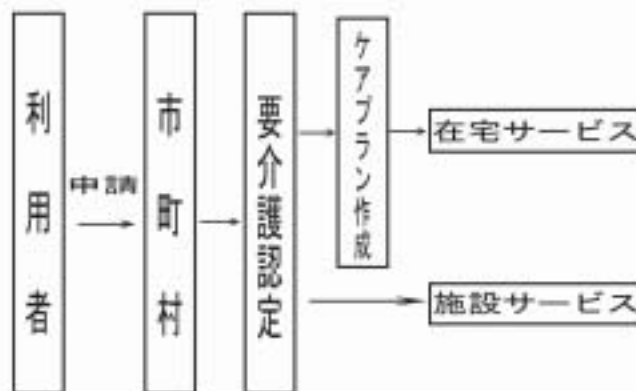 利用者
申請
市町村
要介護認定
ケアプラン作成
在宅サービス
施設サービス